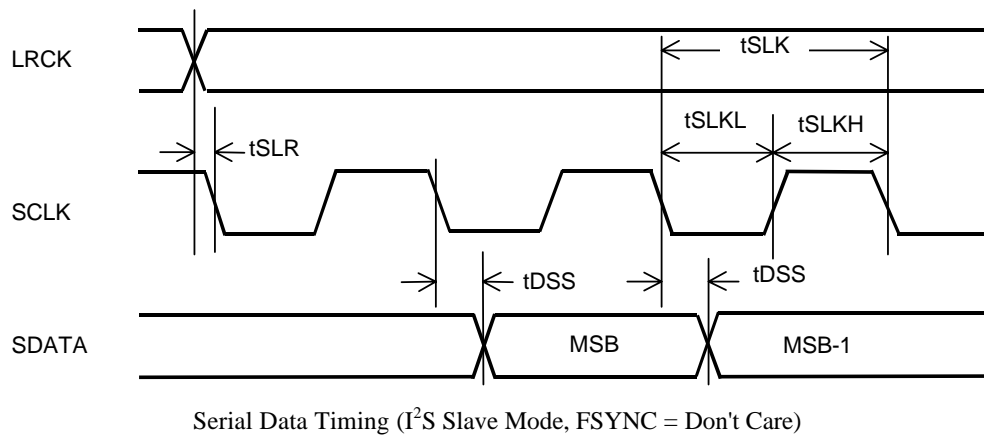 LRCK
tSLK
tSLKL
tSLKH
tSLR
SCLK
tDSS
tDSS
SDATA
MSB
MSB-1
Serial Data Timing (I²S Slave Mode, FSYNC = Don't Care)